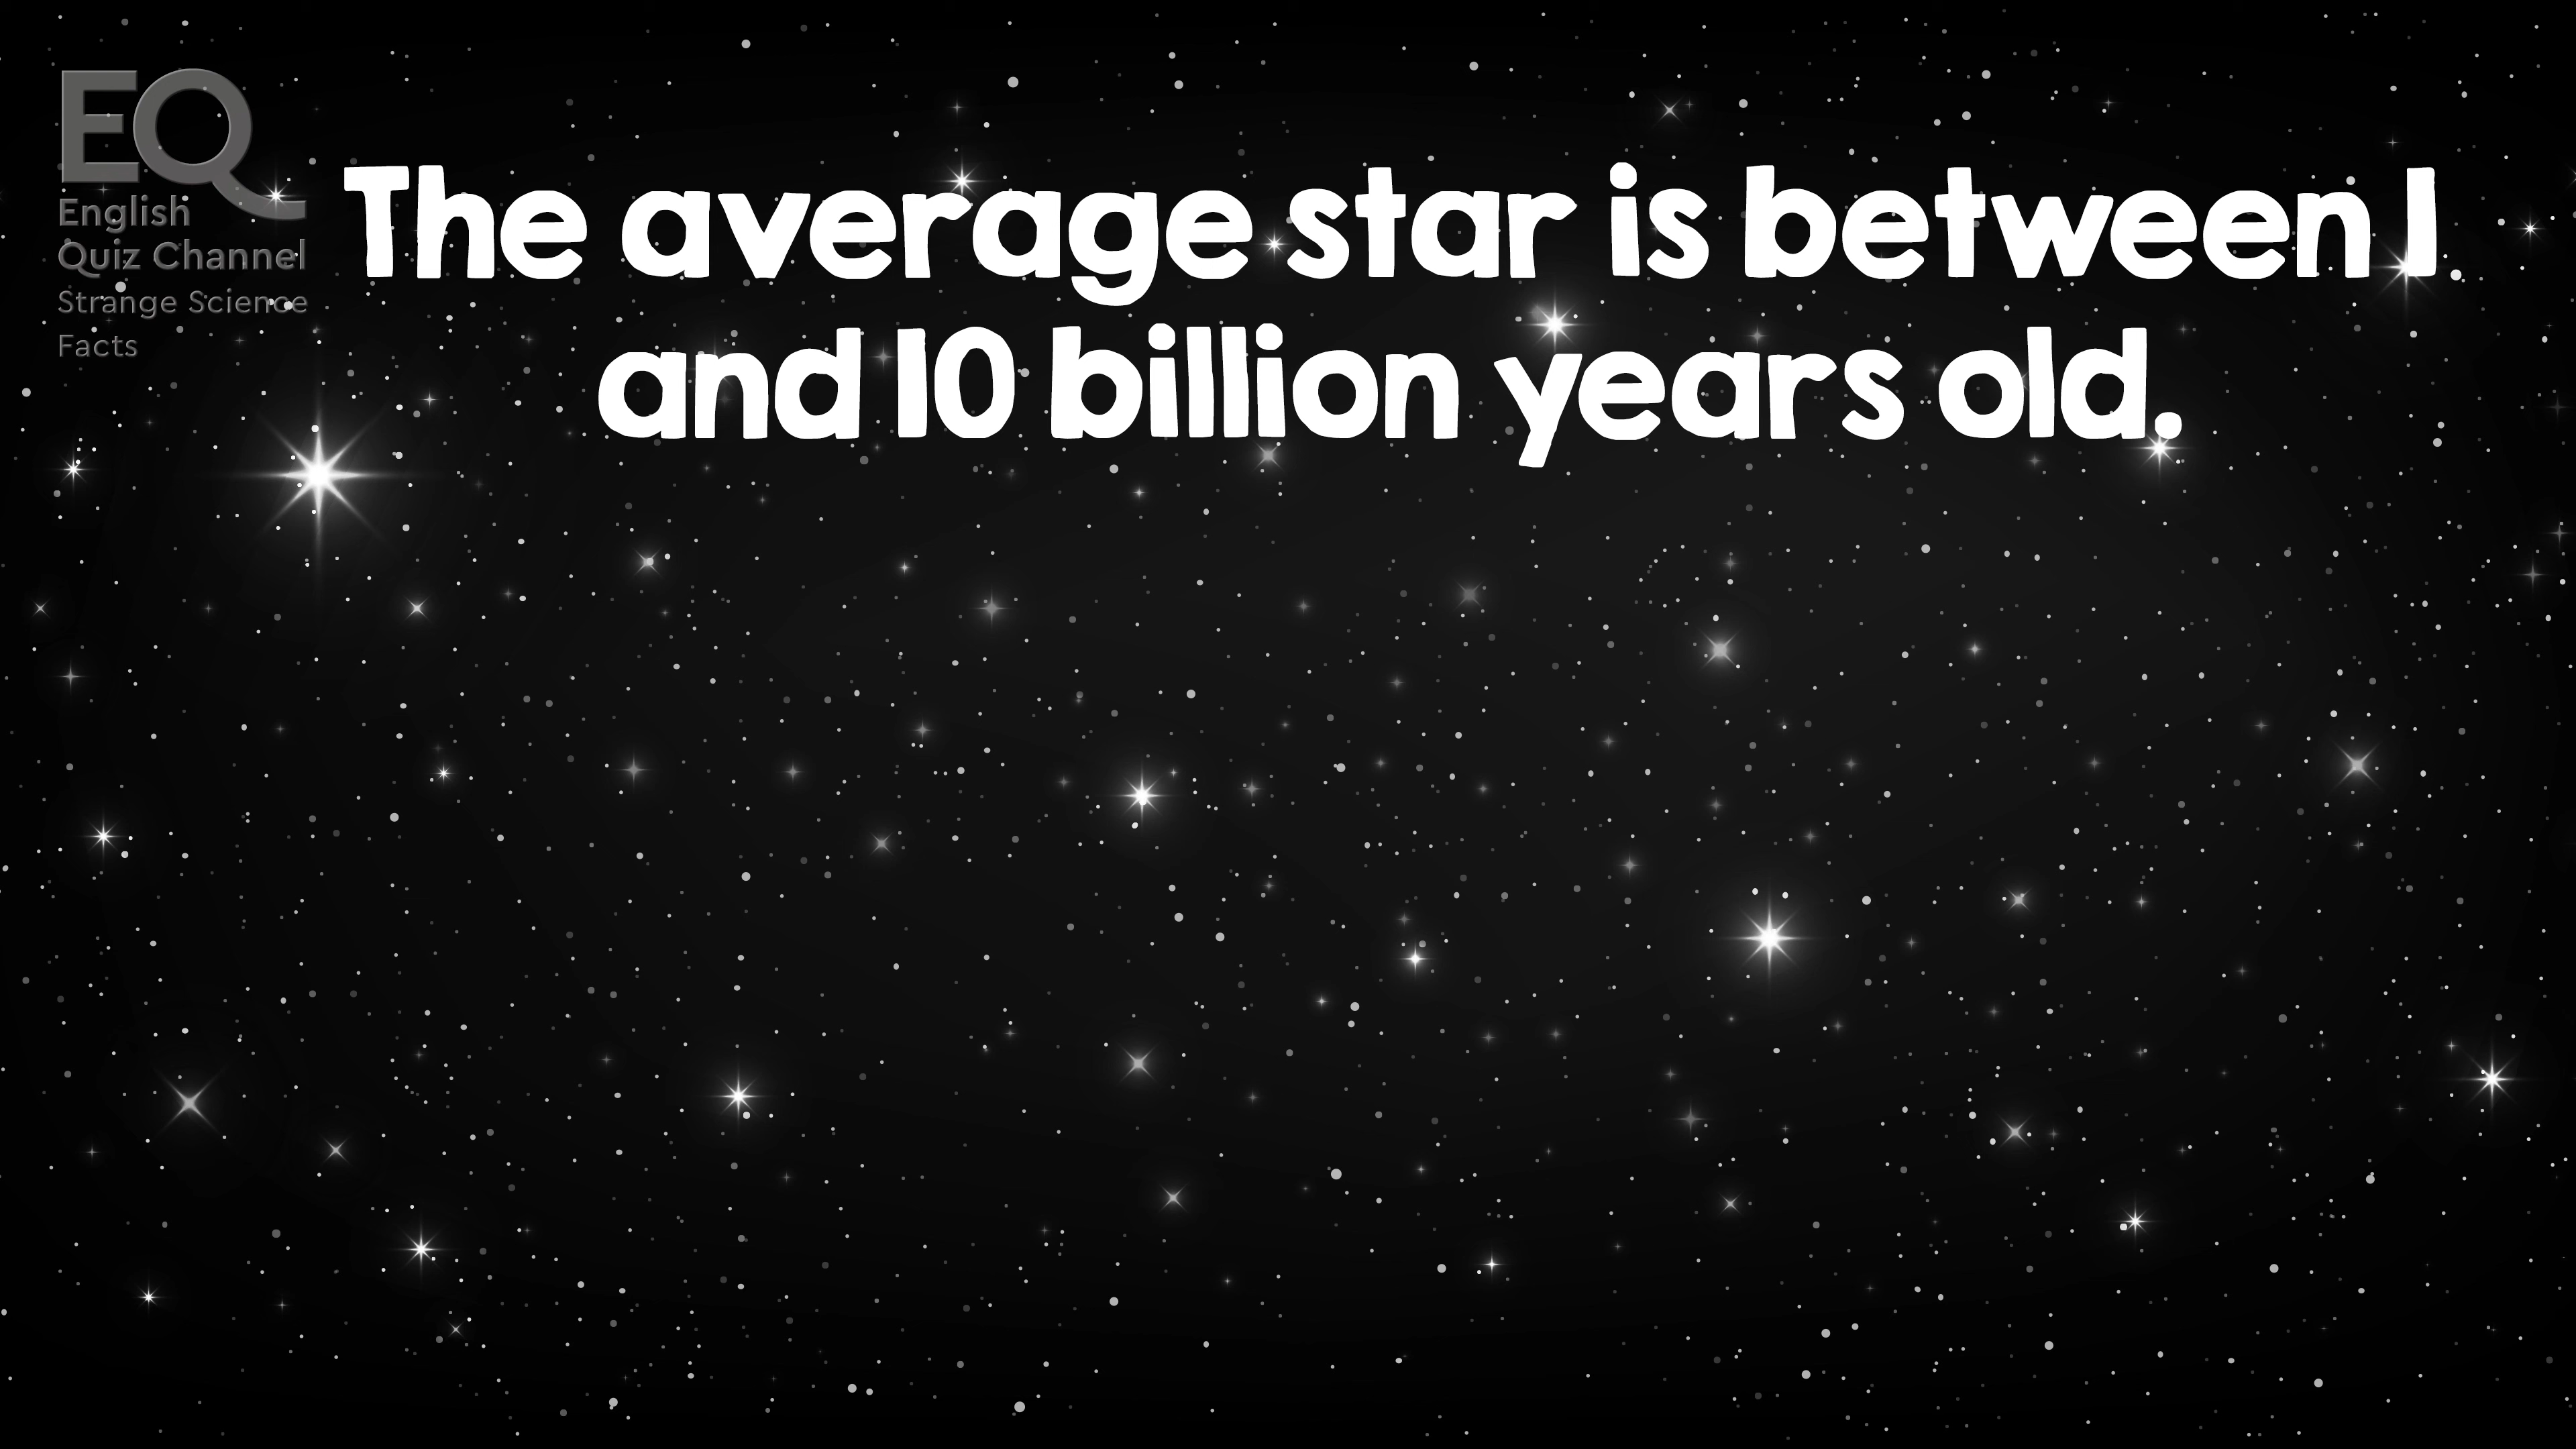 EQ
English
Quiz Channel
Strange Science
Facts
The average star is between 1
and 10 billion years old.